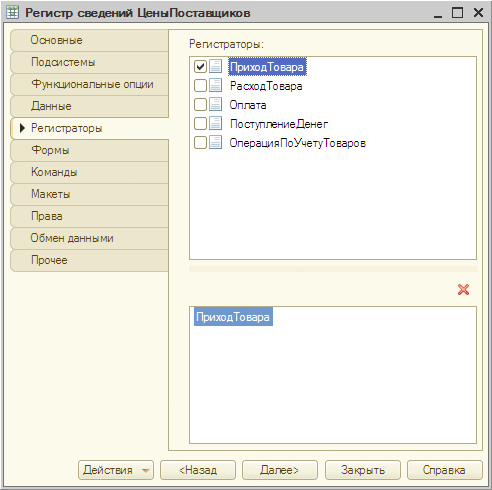 Регистр сведений ЦеныПоставщиков
Основные
Подсистемы
Функциональные опции
Данные
Регистраторы
Формы
Команды
Макеты
Права
Обмен данными
Прочее
Регистраторы:
ПриходТовара
РасходТовара
Оплата
ПоступлениеДенег
ОперацияПоУчетуТоваров
ПриходТовара
Действия
<Назад
Далее>
Закрыть
Справка